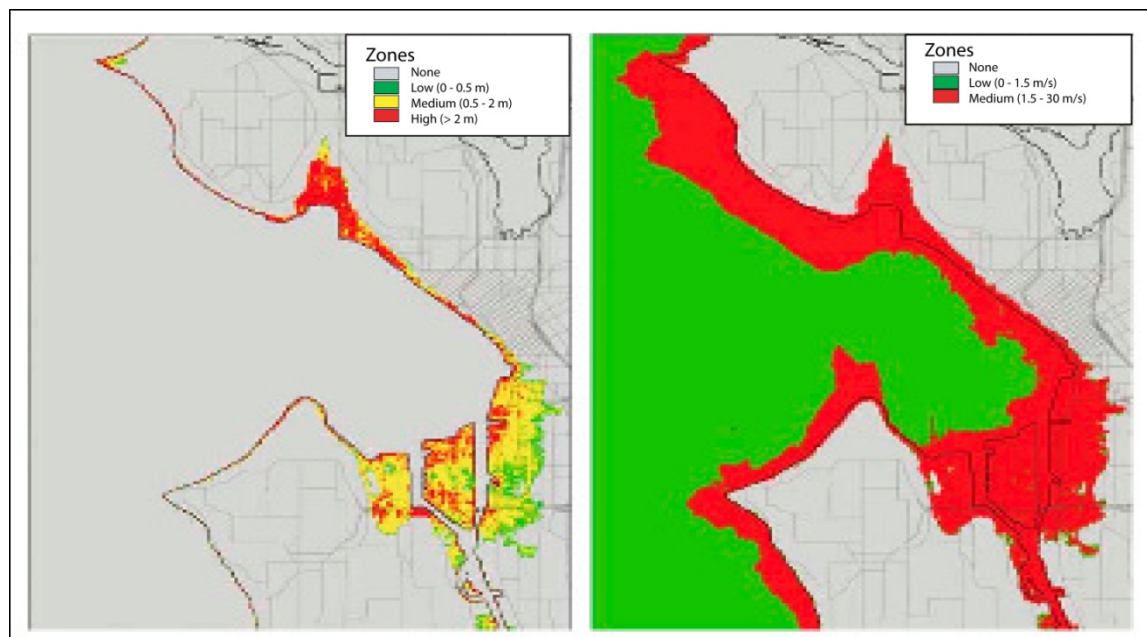 Zones
None
Low (0 - 0.5 m)
Medium (0.5 - 2 m)
High (> 2 m)
Zones
None
Low (0 - 1.5 m/s)
Medium (1.5 - 30 m/s)